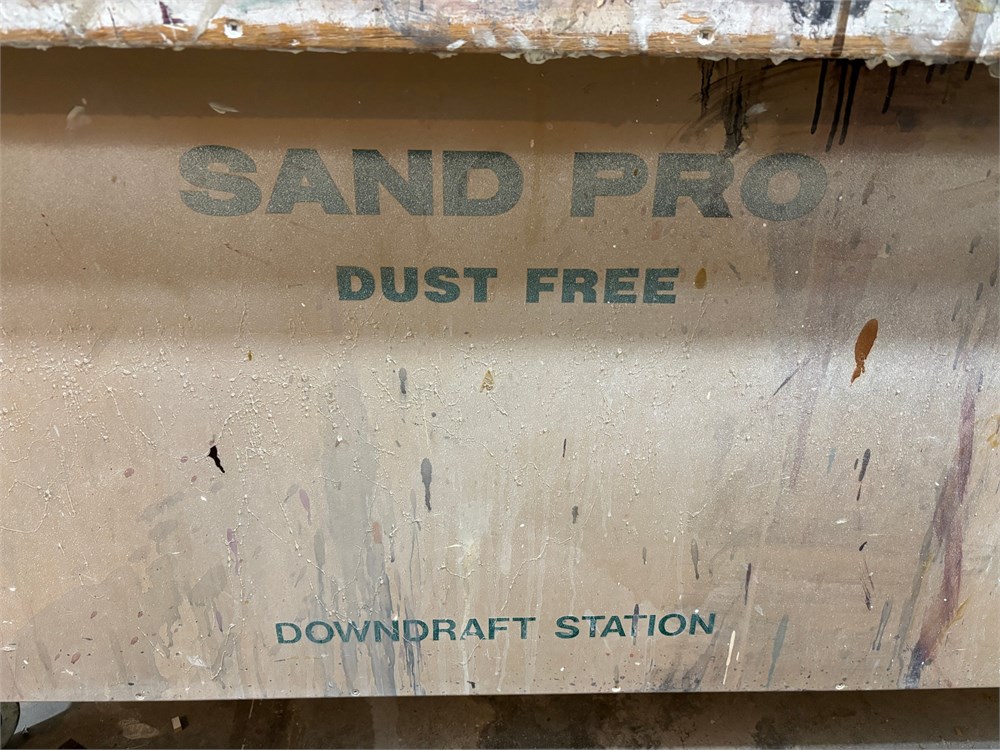 SAND PRO
DUST FREE
DOWNDRAFT STATION